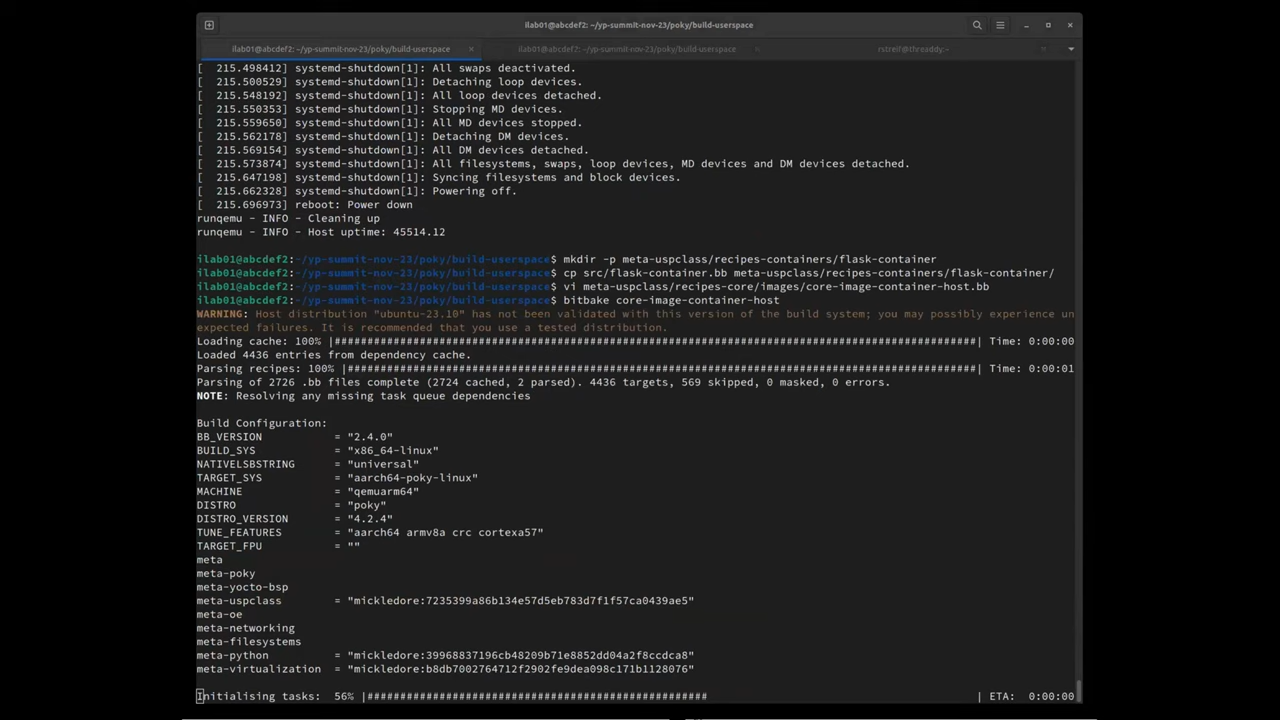 ilab01@abcdef2: ~/yp-summit-nov-23/poky/build-userspace
ilab01@abcdef2: ~/yp-summit-nov-23/poky/build-userspace
ilab01@abcdef2: ~/yp-summit-nov-23/poky/build-userspace
rstreif@threaddy:~
[  215.498412] systemd-shutdown[1]: All swaps deactivated.
[  215.500529] systemd-shutdown[1]: Detaching loop devices.
[  215.548192] systemd-shutdown[1]: All loop devices detached.
[  215.550353] systemd-shutdown[1]: Stopping MD devices.
[  215.559650] systemd-shutdown[1]: All MD devices stopped.
[  215.562178] systemd-shutdown[1]: Detaching DM devices.
[  215.569154] systemd-shutdown[1]: All DM devices detached.
[  215.573874] systemd-shutdown[1]: All filesystems, swaps, loop devices, MD devices and DM devices detached.
[  215.647198] systemd-shutdown[1]: Syncing filesystems and block devices.
[  215.662328] systemd-shutdown[1]: Powering off.
[  215.696973] reboot: Power down
runqemu - INFO - Cleaning up
runqemu - INFO - Host uptime: 45514.12
ilab01@abcdef2:~/yp-summit-nov-23/poky/build-userspace$ mkdir -p meta-uspclass/recipes-containers/flask-container
ilab01@abcdef2:~/yp-summit-nov-23/poky/build-userspace$ cp src/flask-container.bb meta-uspclass/recipes-containers/flask-container/
ilab01@abcdef2:~/yp-summit-nov-23/poky/build-userspace$ vi meta-uspclass/recipes-core/images/core-image-container-host.bb
ilab01@abcdef2:~/yp-summit-nov-23/poky/build-userspace$ bitbake core-image-container-host
WARNING: Host distribution "ubuntu-23.10" has not been validated with this version of the build system; you may possibly experience un
expected failures. It is recommended that you use a tested distribution.
Loading cache: 100% |##############################################################################################| Time: 0:00:00
Loaded 4436 entries from dependency cache.
Parsing recipes: 100% |############################################################################################| Time: 0:00:01
Parsing of 2726 .bb files complete (2724 cached, 2 parsed). 4436 targets, 569 skipped, 0 masked, 0 errors.
NOTE: Resolving any missing task queue dependencies
Build Configuration:
BB_VERSION           = "2.4.0"
BUILD_SYS            = "x86_64-linux"
NATIVELSBSTRING      = "universal"
TARGET_SYS           = "aarch64-poky-linux"
MACHINE              = "qemuarm64"
DISTRO               = "poky"
DISTRO_VERSION       = "4.2.4"
TUNE_FEATURES        = "aarch64 armv8a crc cortexa57"
TARGET_FPU           = ""
meta
meta-poky
meta-yocto-bsp
meta-uspclass        = "mickledore:7235399a86b134e57d5eb783d7f1f57ca0439ae5"
meta-oe
meta-networking
meta-filesystems
meta-python          = "mickledore:39968837196cb48209b71e8852dd04a2f8ccdca8"
meta-virtualization  = "mickledore:b8db7002764712f2902fe9dea098c171b1128076"
Initialising tasks:  56% |####################################################                                         | ETA:  0:00:00